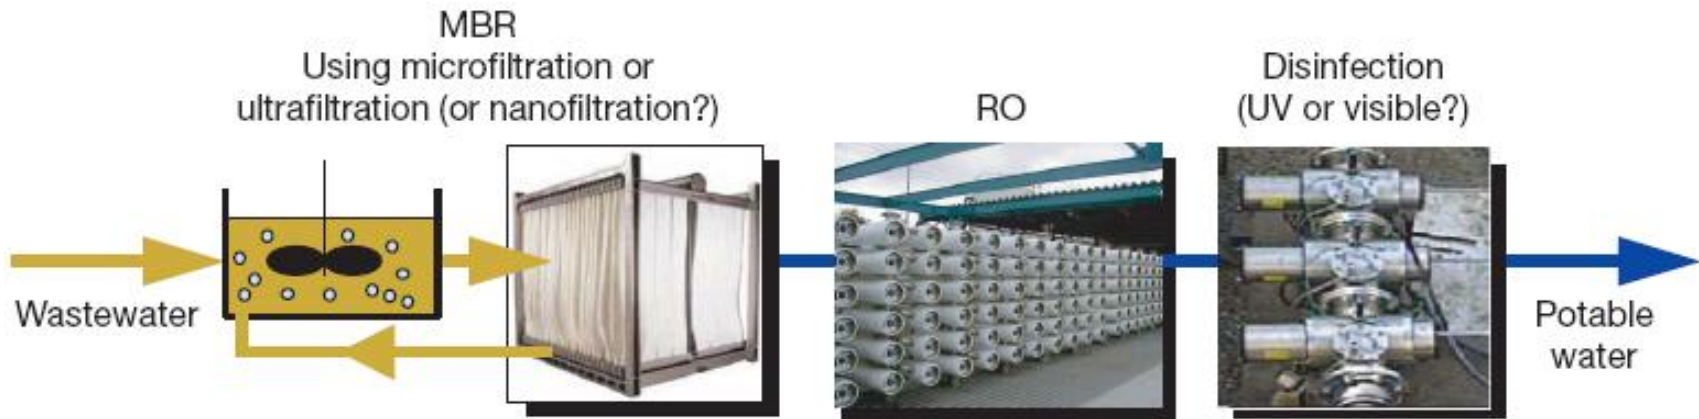 MBR
Using microfiltration or
ultrafiltration (or nanofiltration?)
RO
Disinfection
(UV or visible?)
Wastewater
Potable
water